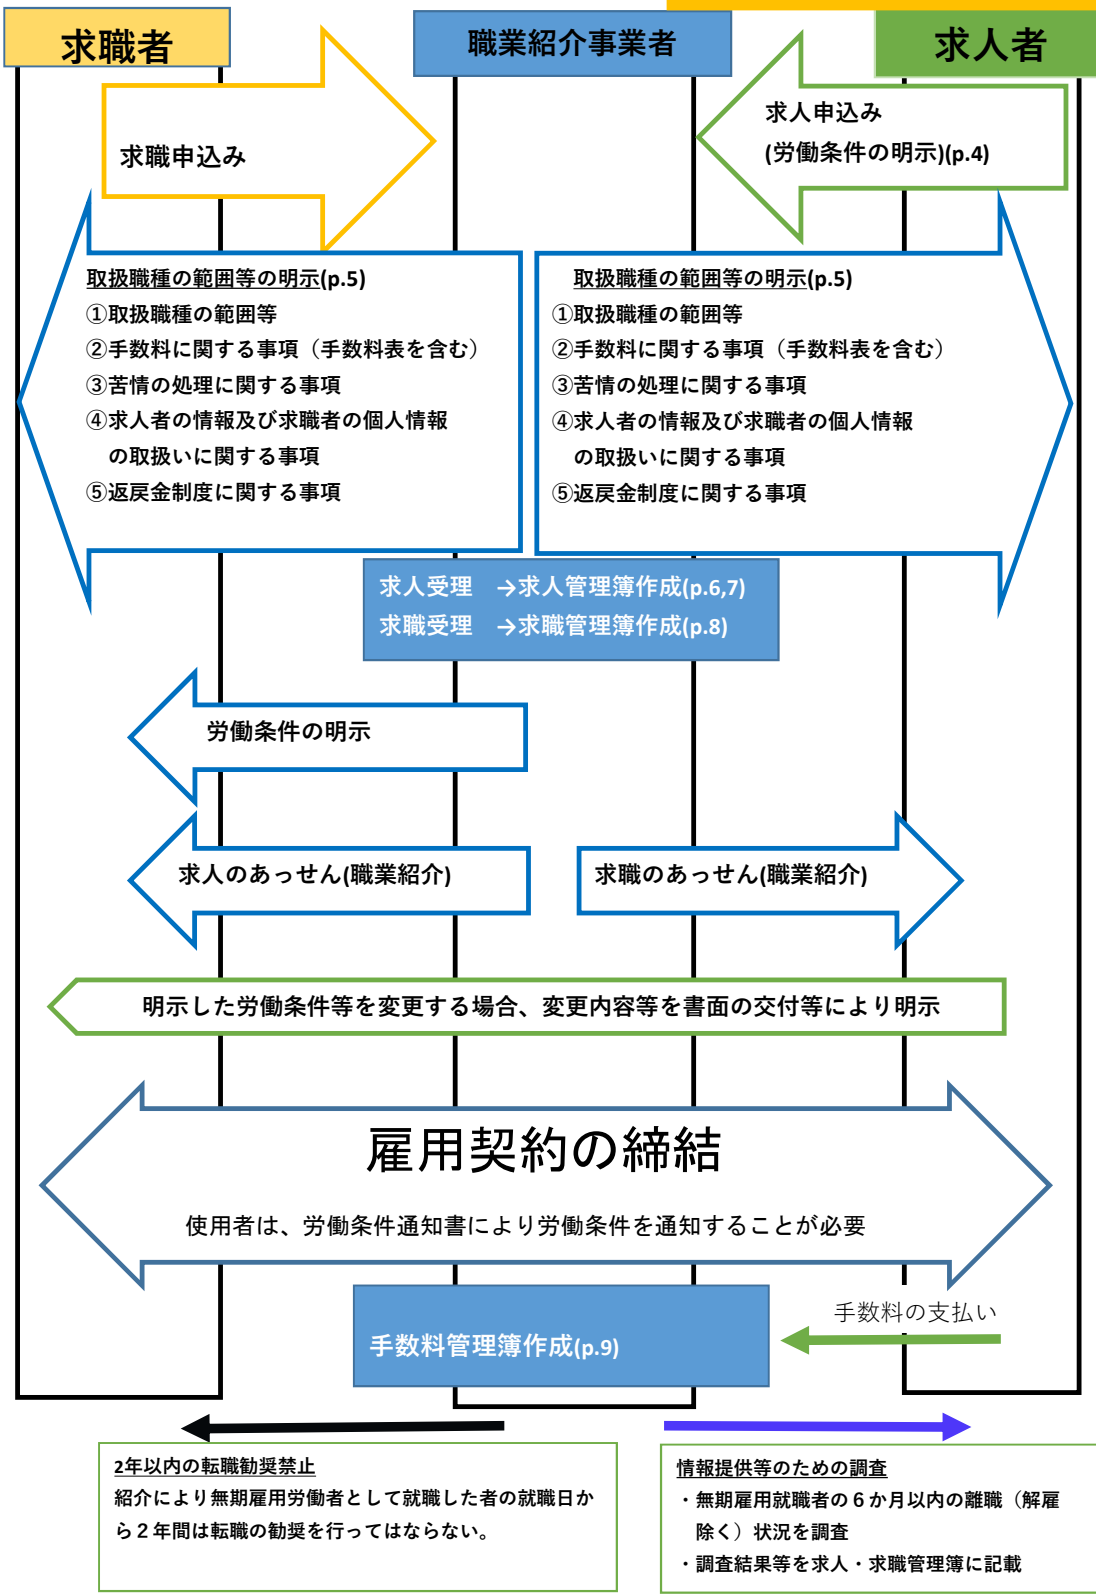 求職者
職業紹介事業者
求人者
求職申込み
求人申込み
(労働条件の明示)(p.4)
取扱職種の範囲等の明示(p.5)
①取扱職種の範囲等
②手数料に関する事項（手数料表を含む）
③苦情の処理に関する事項
④求人者の情報及び求職者の個人情報
の取扱いに関する事項
⑤返戻金制度に関する事項
取扱職種の範囲等の明示(p.5)
①取扱職種の範囲等
②手数料に関する事項（手数料表を含む）
③苦情の処理に関する事項
④求人者の情報及び求職者の個人情報
の取扱いに関する事項
⑤返戻金制度に関する事項
求人受理　→求人管理簿作成(p.6,7)
求職受理　→求職管理簿作成(p.8)
労働条件の明示
求人のあっせん(職業紹介)
求職のあっせん(職業紹介)
明示した労働条件等を変更する場合、変更内容等を書面の交付等により明示
雇用契約の締結
使用者は、労働条件通知書により労働条件を通知することが必要
手数料の支払い
手数料管理簿作成(p.9)
2年以内の転職勧奨禁止
紹介により無期雇用労働者として就職した者の就職日か
ら２年間は転職の勧奨を行ってはならない。
情報提供等のための調査
・無期雇用就職者の６か月以内の離職（解雇
除く）状況を調査
・調査結果等を求人・求職管理簿に記載